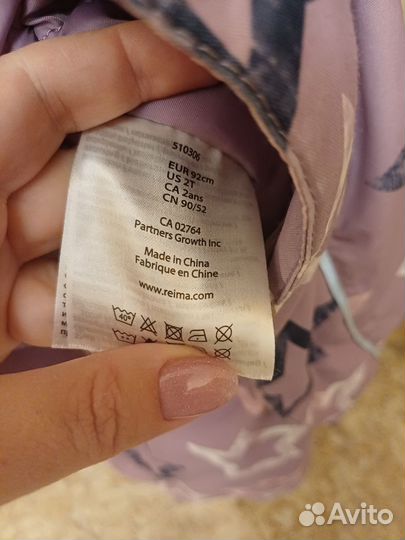 510306
EUR 92cm
US 2T
CA 2ans
CN 90/52
CA 02764
Partners Growth Inc
Made in China
Fabriqué en Chine
www.reima.com
40°
Avito